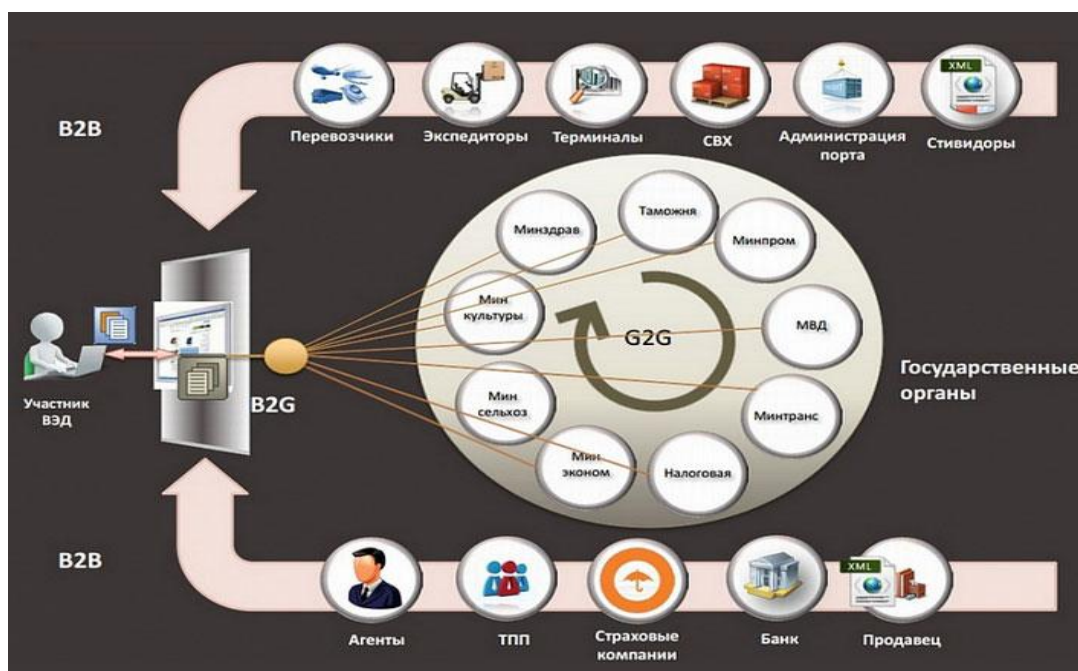 B2B
Перевозчики
Экспедиторы
Терминалы
СВХ
Администрация
порта
XML
Стивидоры
Минздрав
Таможня
Минпром
Мин
культуры
G2G
МВД
Государственные
органы
Мин
сельхоз
Минтранс
Мин
эконом
Налоговая
Участник
ВЭД
B2G
B2B
Агенты
ТПП
Страховые
компании
Банк
XML
Продавец